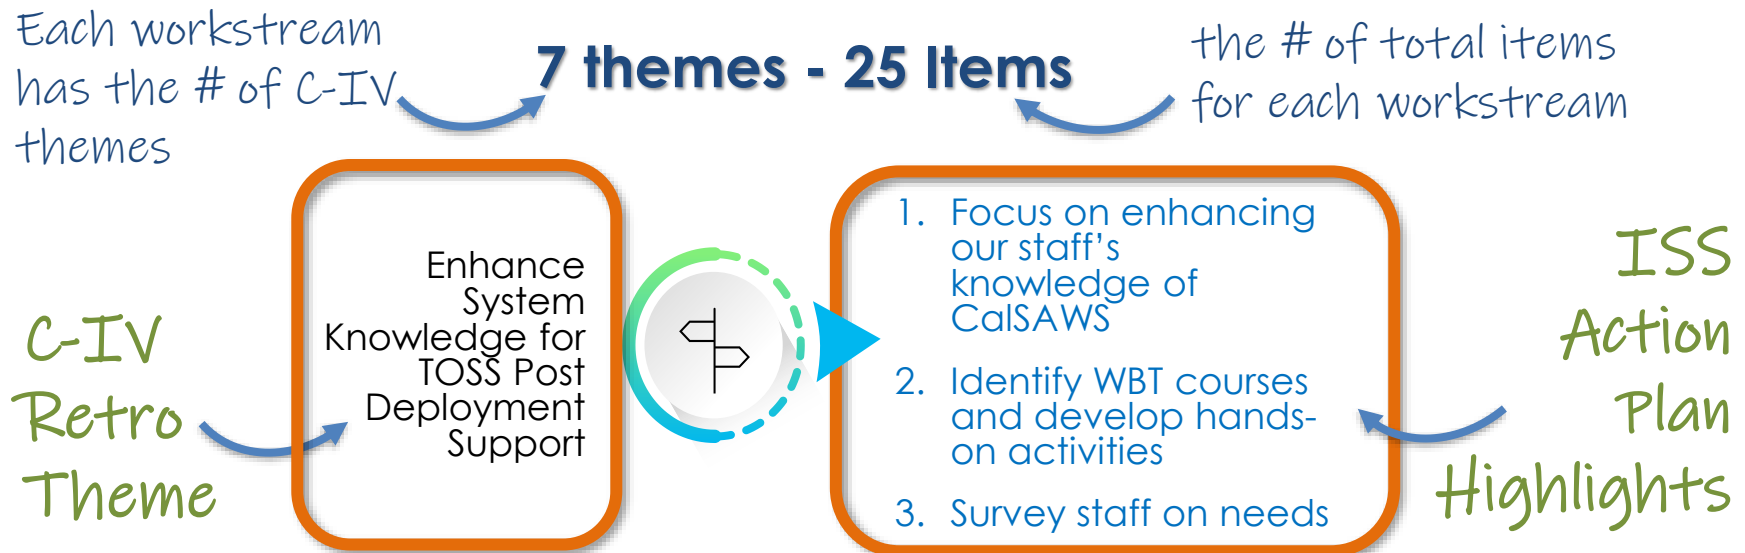 Each workstream
has the # of C-IV
themes
7 themes - 25 Items
the # of total items
for each workstream
C-IV
Retro
Theme
Enhance
System
Knowledge for
TOSS Post
Deployment
Support
1. Focus on enhancing
our staff's
knowledge of
CalSAWS
2. Identify WBT courses
and develop hands-
on activities
3. Survey staff on needs
ISS
Action
Plan
Highlights